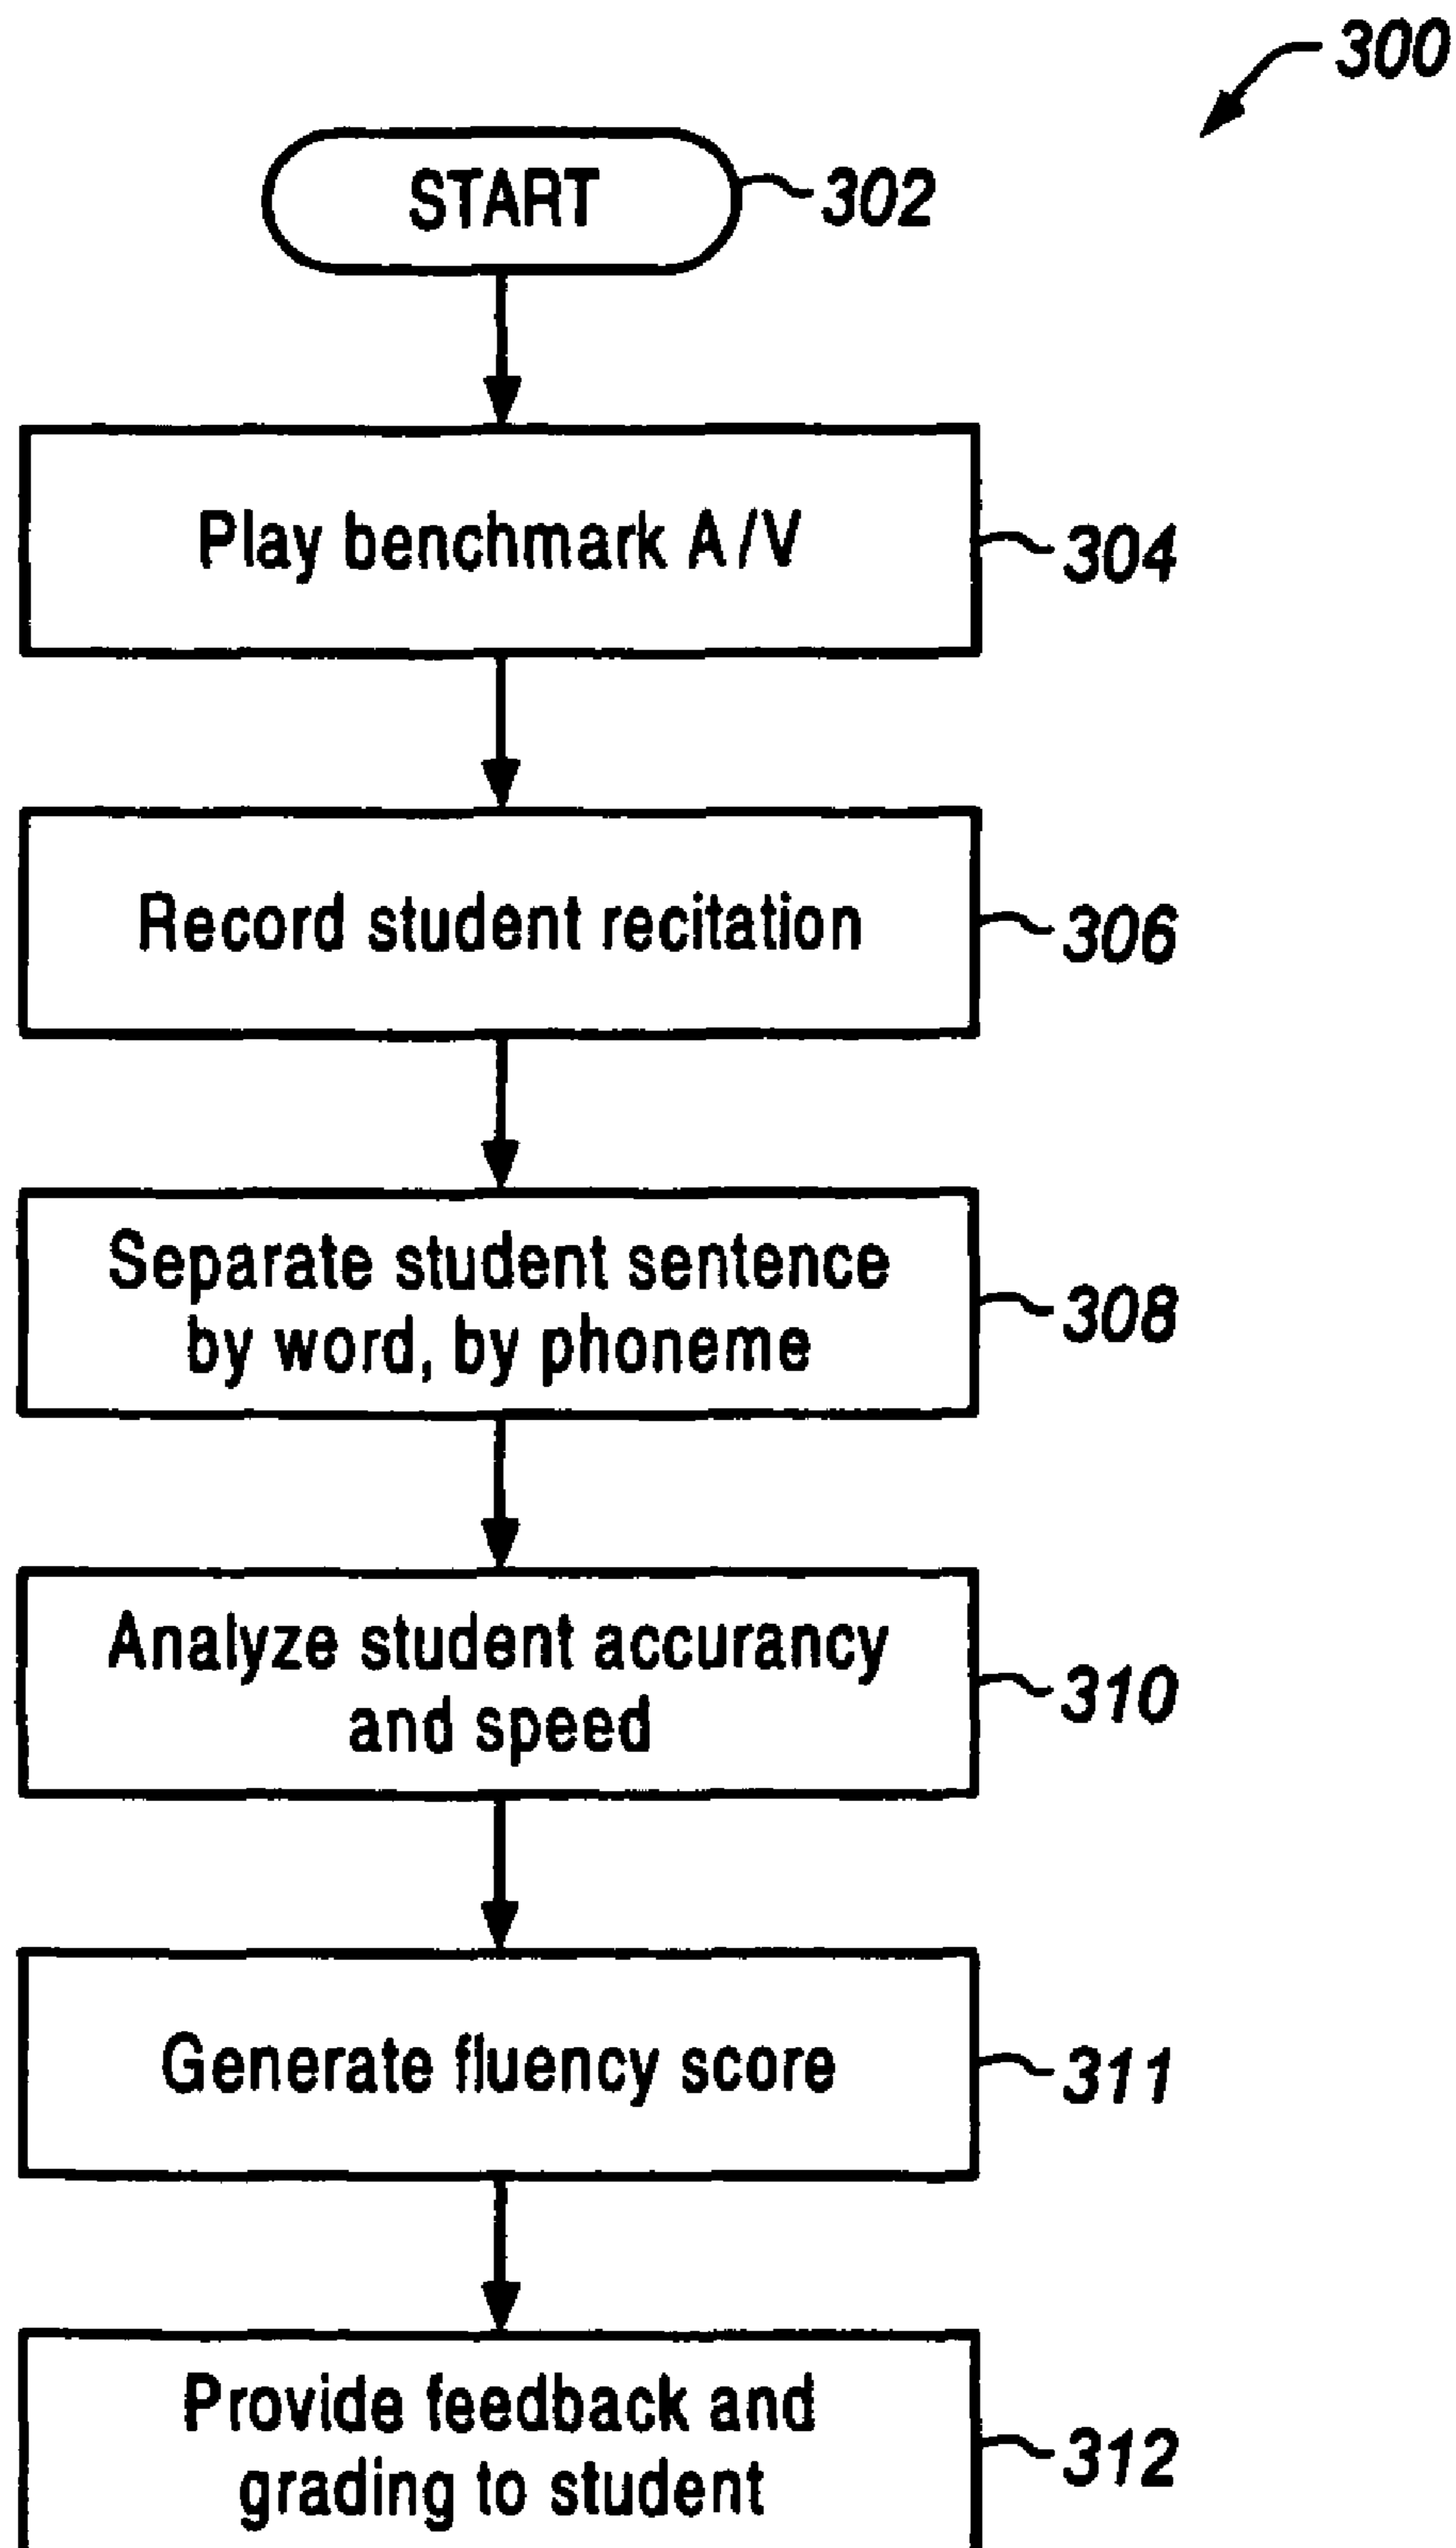 300
START
302
Play benchmark A/V
304
Record student recitation
306
Separate student sentence
by word, by phoneme
308
Analyze student accurancy
and speed
310
Generate fluency score
311
Provide feedback and
grading to student
312